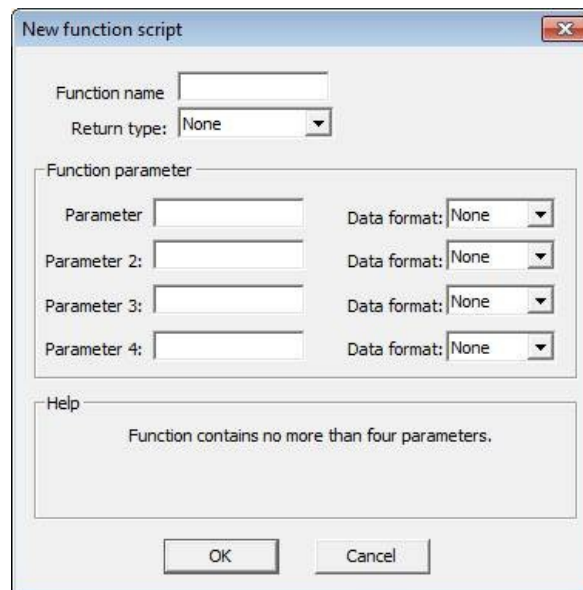 New function script
Function name
Return type: None
Function parameter
Parameter Data format: None
Parameter 2: Data format: None
Parameter 3: Data format: None
Parameter 4: Data format: None
Help
Function contains no more than four parameters.
OK Cancel